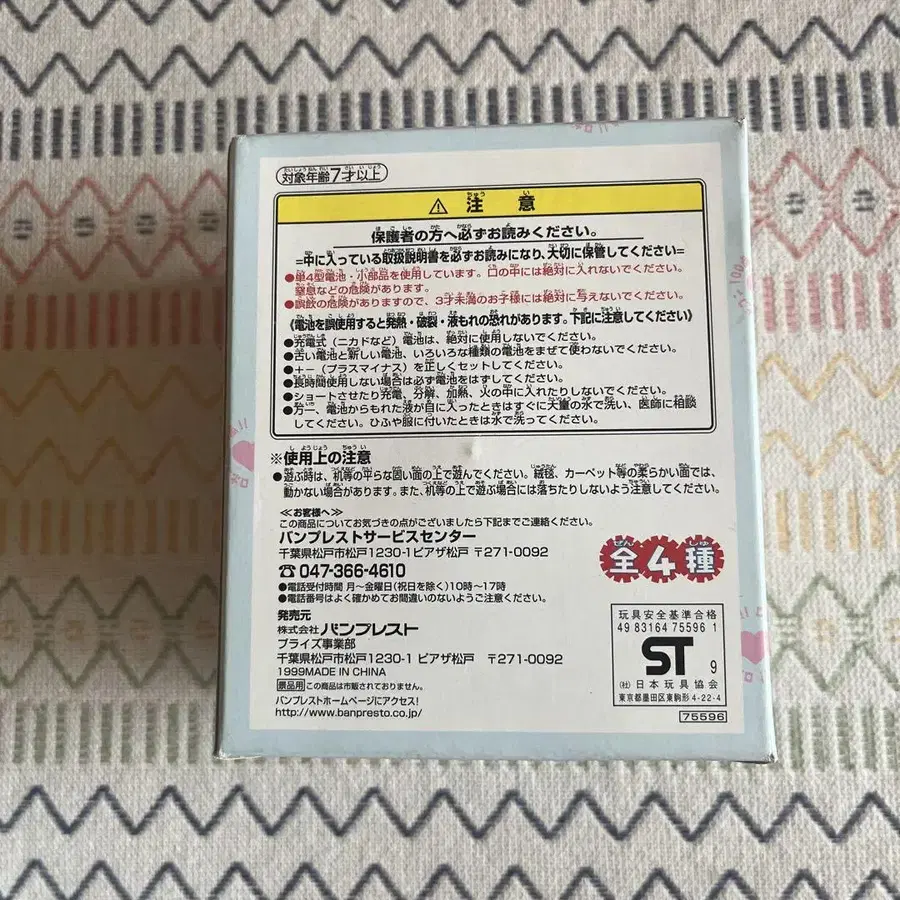 対象年齢7才以上
⚠ 注意
保護者の方へ必ずお読みください。
=中に入っている取扱説明書を必ずお読みになり、大切に保管してください=
●単4型電池・小部品を使用しています。口の中には絶対に入れないでください。
窒息などの危険があります。
●誤飲の危険がありますので、3才未満のお子様には絶対に与えないでください。
《電池を誤使用すると発熱・破裂・液もれの恐れがあります。下記に注意してください》
●充電式(ニカドなど)電池は、絶対に使用しないでください。
●古い電池と新しい電池、いろいろな種類の電池をまぜて使わないでください。
●+−(プラスマイナス)を正しくセットしてください。
●長時間使用しない場合は必ず電池をはずしてください。
●ショートさせたり充電、分解、加熱、火の中に入れたりしないでください。
●万一、電池からもれた液が目に入ったときはすぐに大量の水で洗い、医師に相談
してください。ひふや服に付いたときは水で洗ってください。
※使用上の注意
●遊ぶ時は、机等の平らな固い面の上で遊んでください。絨毯、カーペット等の柔らかい面では、
動かない場合があります。また、机等の上で遊ぶ場合には落ちたりしないよう注意してください。
≪お客様へ≫
この商品についてお気づきの点がございましたら下記までご連絡ください。
バンプレストサービスセンター
千葉県松戸市松戸1230-1ピアザ松戸 〒271-0092
☎047-366-4610
●電話受付時間 月〜金曜日(祝日を除く)10時〜17時
●電話番号はよく確かめてお間違いのないようご注意ください。
全4種
発売元
株式会社バンプレスト
プライズ事業部
千葉県松戸市松戸1230-1 ピアザ松戸 〒271-0092
1999MADE IN CHINA
景品用 この商品は市販されておりません。
バンプレストホームページにアクセス!
http://www.banpresto.co.jp/
玩具安全基準合格
49 83164 75596 1
ST 9
(社)日本玩具協会
東京都墨田区東駒形4-22-4
75596